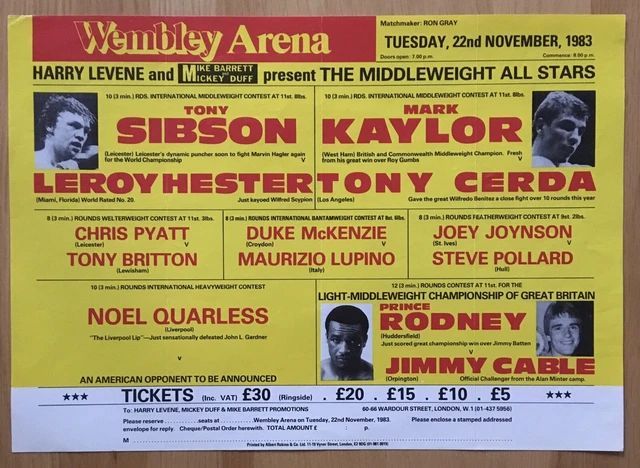 Wembley Arena
Matchmaker: RON GRAY
TUESDAY, 22nd NOVEMBER, 1983
Doors open: 7.00 p.m. Commence: 8.00 p.m.
HARRY LEVENE and MIKE BARRETT MICKEY DUFF present THE MIDDLEWEIGHT ALL STARS
10 (3 min.) RDS. INTERNATIONAL MIDDLEWEIGHT CONTEST AT 11st. 8lbs.
TONY
SIBSON
(Leicester) Leicester's dynamic puncher soon to fight Marvin Hagler again
for the World Championship v
LEROY HESTER
(Miami, Florida) World Rated No. 20. Just kayoed Wilfred Scypion
10 (3 min.) RDS. INTERNATIONAL MIDDLEWEIGHT CONTEST AT 11st. 8lbs.
MARK
KAYLOR
(West Ham) British and Commonwealth Middleweight Champion. Fresh
from his great win over Roy Gumbs v
TONY CERDA
(Los Angeles) Gave the great Wilfredo Benitez a close fight over 10 rounds this year
8 (3 min.) ROUNDS WELTERWEIGHT CONTEST AT 11st. 3lbs.
CHRIS PYATT
(Leicester) v
TONY BRITTON
(Lewisham)
8 (3 min.) ROUNDS INTERNATIONAL BANTAMWEIGHT CONTEST AT 8st. 6lbs.
DUKE McKENZIE
(Croydon) v
MAURIZIO LUPINO
(Italy)
8 (3 min.) ROUNDS FEATHERWEIGHT CONTEST AT 9st. 2lbs.
JOEY JOYNSON
(St. Ives) v
STEVE POLLARD
(Hull)
10 (3 min.) ROUNDS INTERNATIONAL HEAVYWEIGHT CONTEST
NOEL QUARLESS
(Liverpool)
"The Liverpool Lip"—Just sensationally defeated John L. Gardner
v
AN AMERICAN OPPONENT TO BE ANNOUNCED
12 (3 min.) ROUNDS CONTEST AT 11st. FOR THE
LIGHT-MIDDLEWEIGHT CHAMPIONSHIP OF GREAT BRITAIN
PRINCE
RODNEY
(Huddersfield)
Just scored great championship win over Jimmy Batten
v
JIMMY CABLE
(Orpington) Official Challenger from the Alan Minter camp.
★★★ TICKETS (Inc. VAT) £30 (Ringside) . £20 . £15 . £10 . £5 ★★★
To: HARRY LEVENE, MICKEY DUFF & MIKE BARRETT PROMOTIONS 60-66 WARDOUR STREET, LONDON, W.1 (01-437 5956)
Please reserve ............seats at............Wembley Arena on Tuesday, 22nd November, 1983. Please enclose a stamped addressed
envelope for reply. Cheque/Postal Order herewith. TOTAL AMOUNT £ : p.
M
Printed by Albert Robina & Co. Ltd. 11-19 Vyner Street, London, E2 9DG